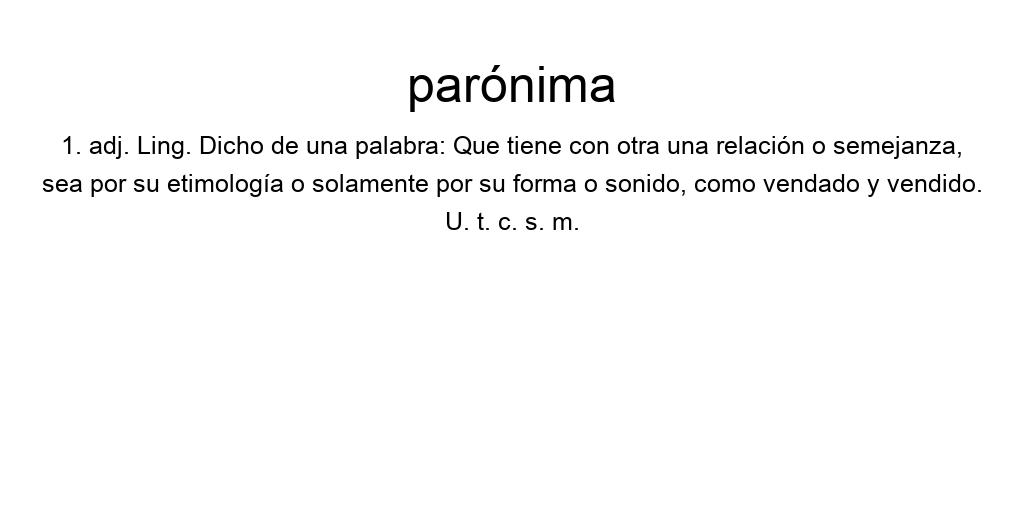 parónima
1. adj. Ling. Dicho de una palabra: Que tiene con otra una relación o semejanza,
sea por su etimología o solamente por su forma o sonido, como vendado y vendido.
U. t. c. s. m.